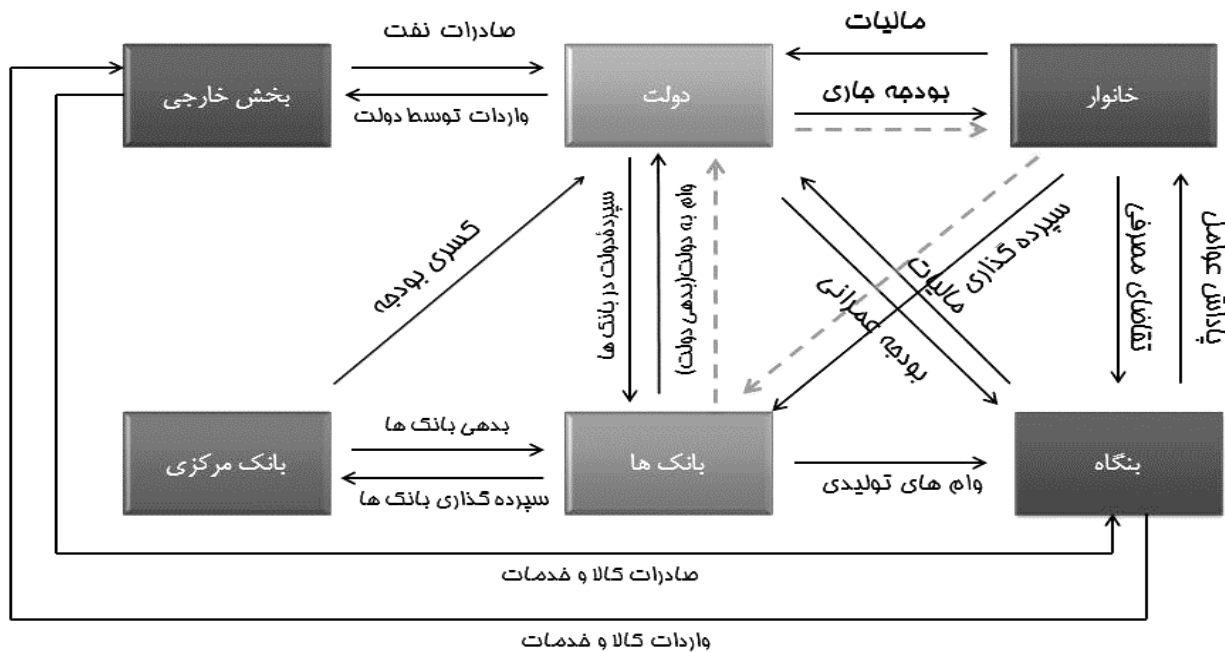 صادرات نفت
مالیات
بخش خارجی
دولت
خانوار
واردات توسط دولت
بودجه جاری
کسری بودجه
سپرده دولت در بانک ها
وام به دولت(بدهی دولت)
بودجه عمرانی
مالیات
سپرده گذاری
تقاضای مصرفی
پاداش عوامل
بانک مرکزی
بدهی بانک ها
سپرده گذاری بانک ها
بانک ها
وام های تولیدی
بنگاه
صادرات کالا و خدمات
واردات کالا و خدمات